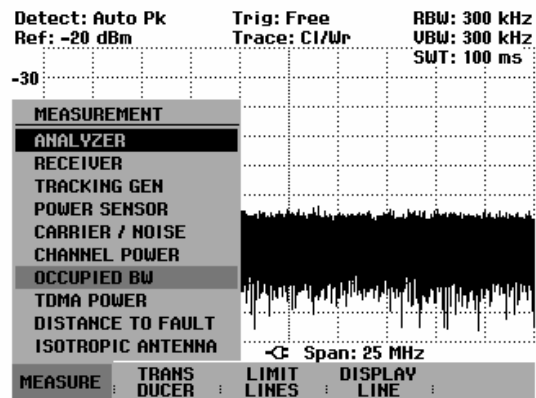 Detect: Auto Pk Trig: Free RBW: 300 kHz
Ref: -20 dBm Trace: Cl/Wr VBW: 300 kHz
SWT: 100 ms
-30
MEASUREMENT
ANALYZER
RECEIVER
TRACKING GEN
POWER SENSOR
CARRIER / NOISE
CHANNEL POWER
OCCUPIED BW
TDMA POWER
DISTANCE TO FAULT
ISOTROPIC ANTENNA
Span: 25 MHz
MEASURE TRANS LIMIT DISPLAY
DUCER LINES LINE